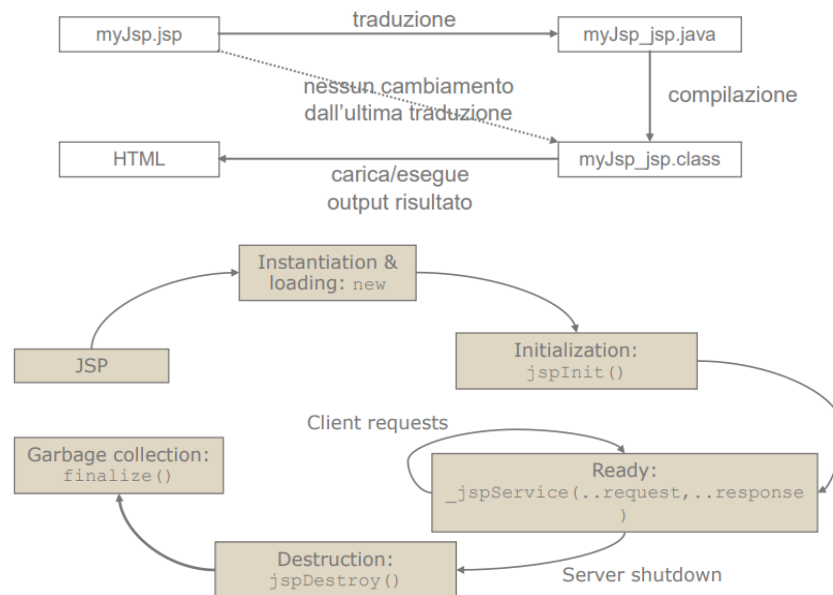 traduzione
myJsp.jsp
myJsp_jsp.java
nessun cambiamento
dall'ultima traduzione
compilazione
HTML
myJsp_jsp.class
carica/esegue
output risultato
Instantiation &
loading: new
JSP
Initialization:
jspInit()
Client requests
Garbage collection:
finalize()
Ready:
_jspService(..request,..response
)
Destruction:
jspDestroy()
Server shutdown